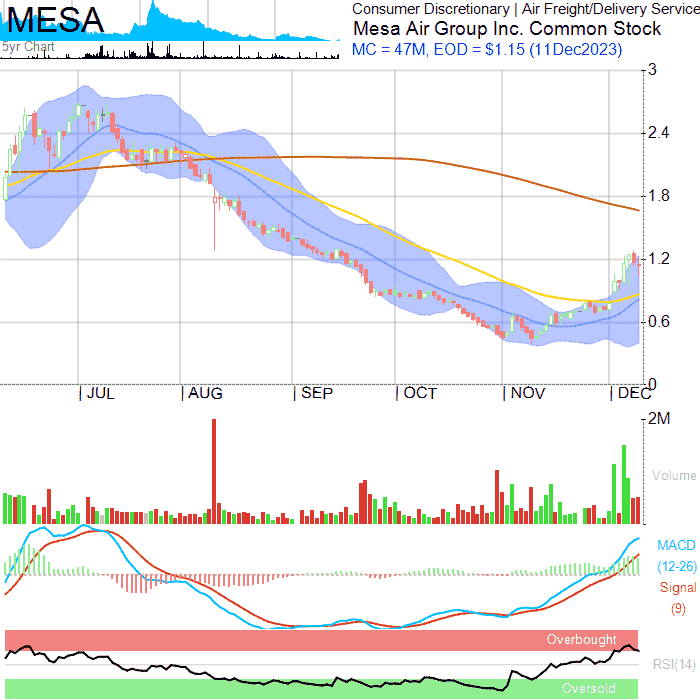 MESA
5yr Chart
Consumer Discretionary | Air Freight/Delivery Service
Mesa Air Group Inc. Common Stock
MC = 47M, EOD = $1.15 (11Dec2023)
3
2.4
1.8
1.2
0.6
0
JUL AUG SEP OCT NOV DEC
2M
Volume
MACD
(12-26)
Signal
(9)
Overbought
RSI(14)
Oversold